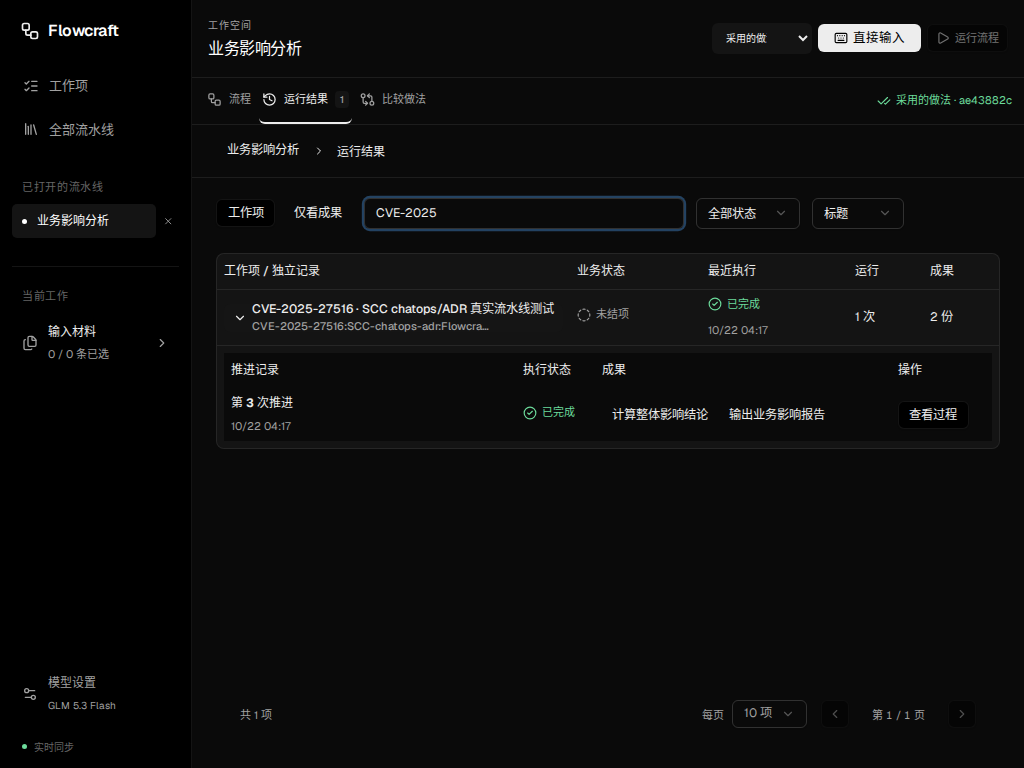 Flowcraft
工作项
全部流水线
已打开的流水线
业务影响分析
当前工作
输入材料
0 / 0 条已选
模型设置
GLM 5.3 Flash
实时同步
工作空间
业务影响分析
采用的做
直接输入
运行流程
流程
运行结果 1
比较做法
采用的做法 · ae43882c
业务影响分析 > 运行结果
工作项
仅看成果
CVE-2025
全部状态
标题
工作项 / 独立记录 业务状态 最近执行 运行 成果
CVE-2025-27516 · SCC chatops/ADR 真实流水线测试
CVE-2025-27516:SCC-chatops-adr:Flowcra...
未结项
已完成
10/22 04:17
1 次
2 份
推进记录 执行状态 成果 操作
第 3 次推进
10/22 04:17
已完成
计算整体影响结论
输出业务影响报告
查看过程
共 1 项
每页
10 项
第 1 / 1 页